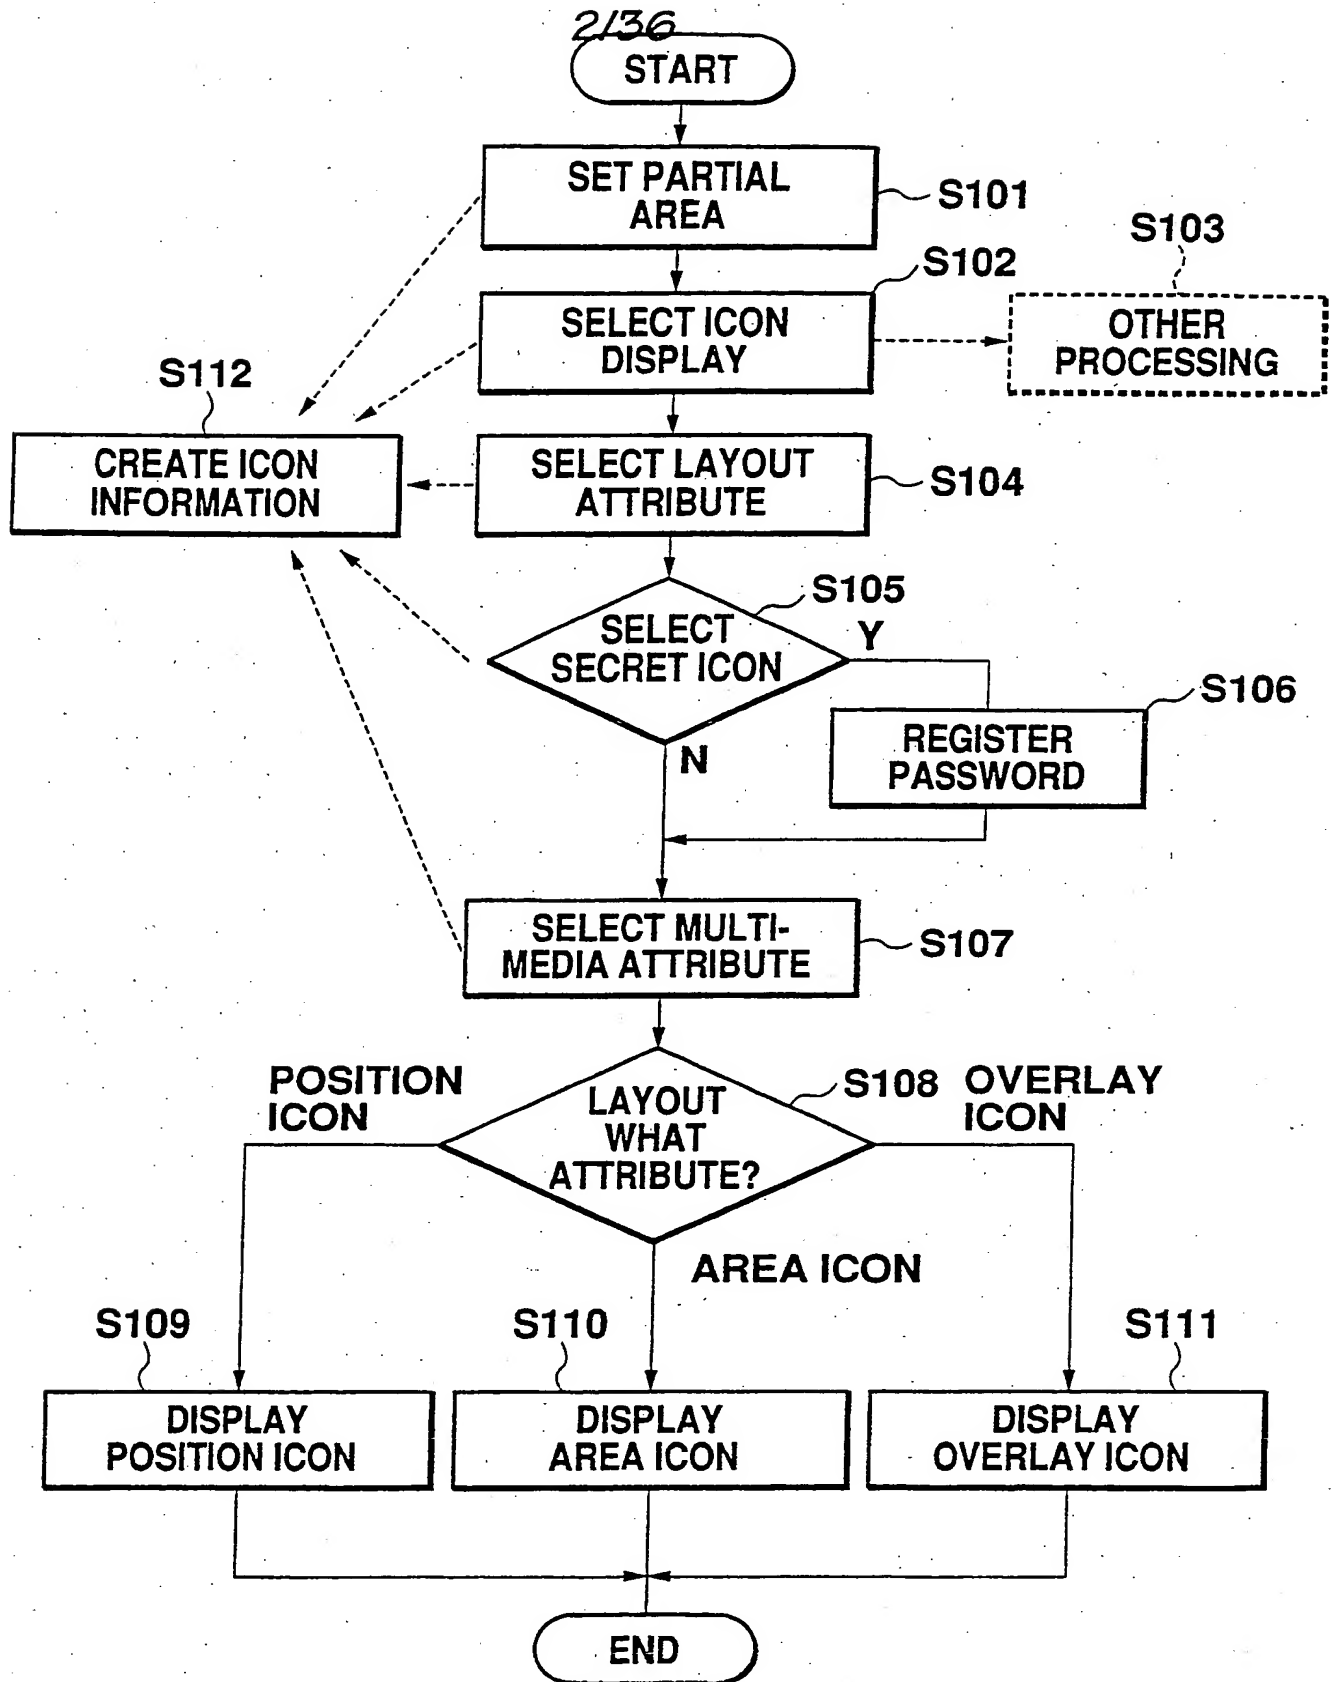 2/36
START
SET PARTIAL
AREA
S101
S102
S103
SELECT ICON
DISPLAY
OTHER
PROCESSING
S112
CREATE ICON
INFORMATION
SELECT LAYOUT
ATTRIBUTE
S104
S105
SELECT
SECRET ICON
Y
N
S106
REGISTER
PASSWORD
SELECT MULTI-
MEDIA ATTRIBUTE
S107
POSITION
ICON
LAYOUT
WHAT
ATTRIBUTE?
S108
OVERLAY
ICON
AREA ICON
S109
S110
S111
DISPLAY
POSITION ICON
DISPLAY
AREA ICON
DISPLAY
OVERLAY ICON
END